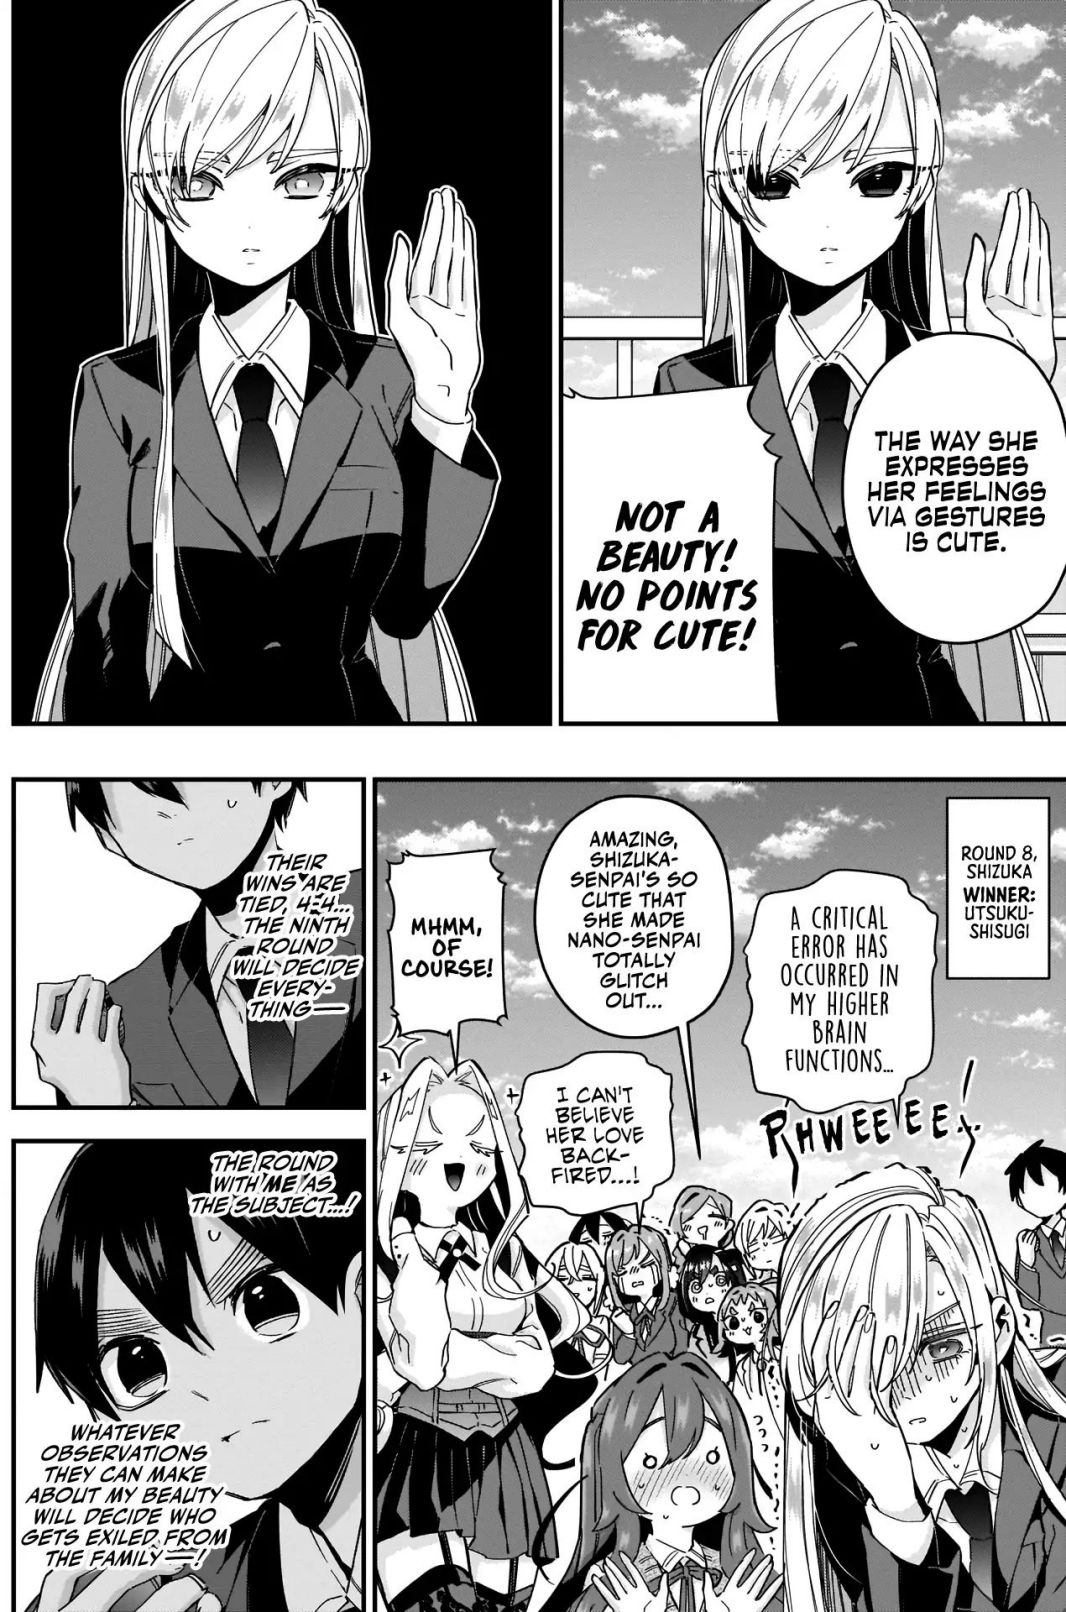 THE WAY SHE
EXPRESSES
HER FEELINGS
VIA GESTURES
IS CUTE.
NOT A
BEAUTY!
NO POINTS
FOR CUTE!
ROUND 8,
SHIZUKA
WINNER:
UTSUKU-
SHISUGI
A CRITICAL
ERROR HAS
OCCURRED IN
MY HIGHER
BRAIN
FUNCTIONS...
PHWEEEE...
AMAZING,
SHIZUKA-
SENPAI'S SO
CUTE THAT
SHE MADE
NANO-SENPAI
TOTALLY
GLITCH
OUT...
I CAN'T
BELIEVE
HER LOVE
BACK-
FIRED...!
MHMM,
OF
COURSE!
THEIR
WINS ARE
TIED, 4-4...
THE NINTH
ROUND
WILL DECIDE
EVERY-
THING—
THE ROUND
WITH ME AS
THE SUBJECT...!
WHATEVER
OBSERVATIONS
THEY CAN MAKE
ABOUT MY BEAUTY
WILL DECIDE WHO
GETS EXILED FROM
THE FAMILY—!